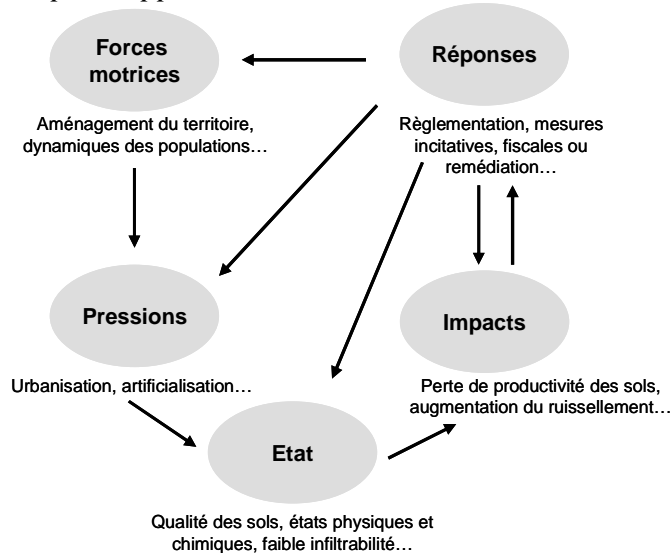 Forces
motrices
Réponses
Aménagement du territoire,
dynamiques des populations…
Règlementation, mesures
incitatives, fiscales ou
remédiation…
Pressions
Impacts
Urbanisation, artificialisation…
Perte de productivité des sols,
augmentation du ruissellement…
Etat
Qualité des sols, états physiques et
chimiques, faible infiltrabilité…